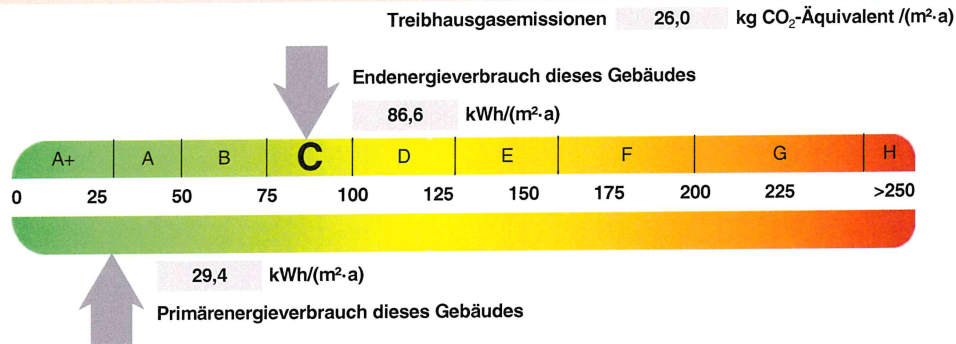 Treibhausgasemissionen 26,0 kg CO₂-Äquivalent /(m²·a)
Endenergieverbrauch dieses Gebäudes
86,6 kWh/(m²·a)
A+ A B C D E F G H
0 25 50 75 100 125 150 175 200 225 >250
29,4 kWh/(m²·a)
Primärenergieverbrauch dieses Gebäudes